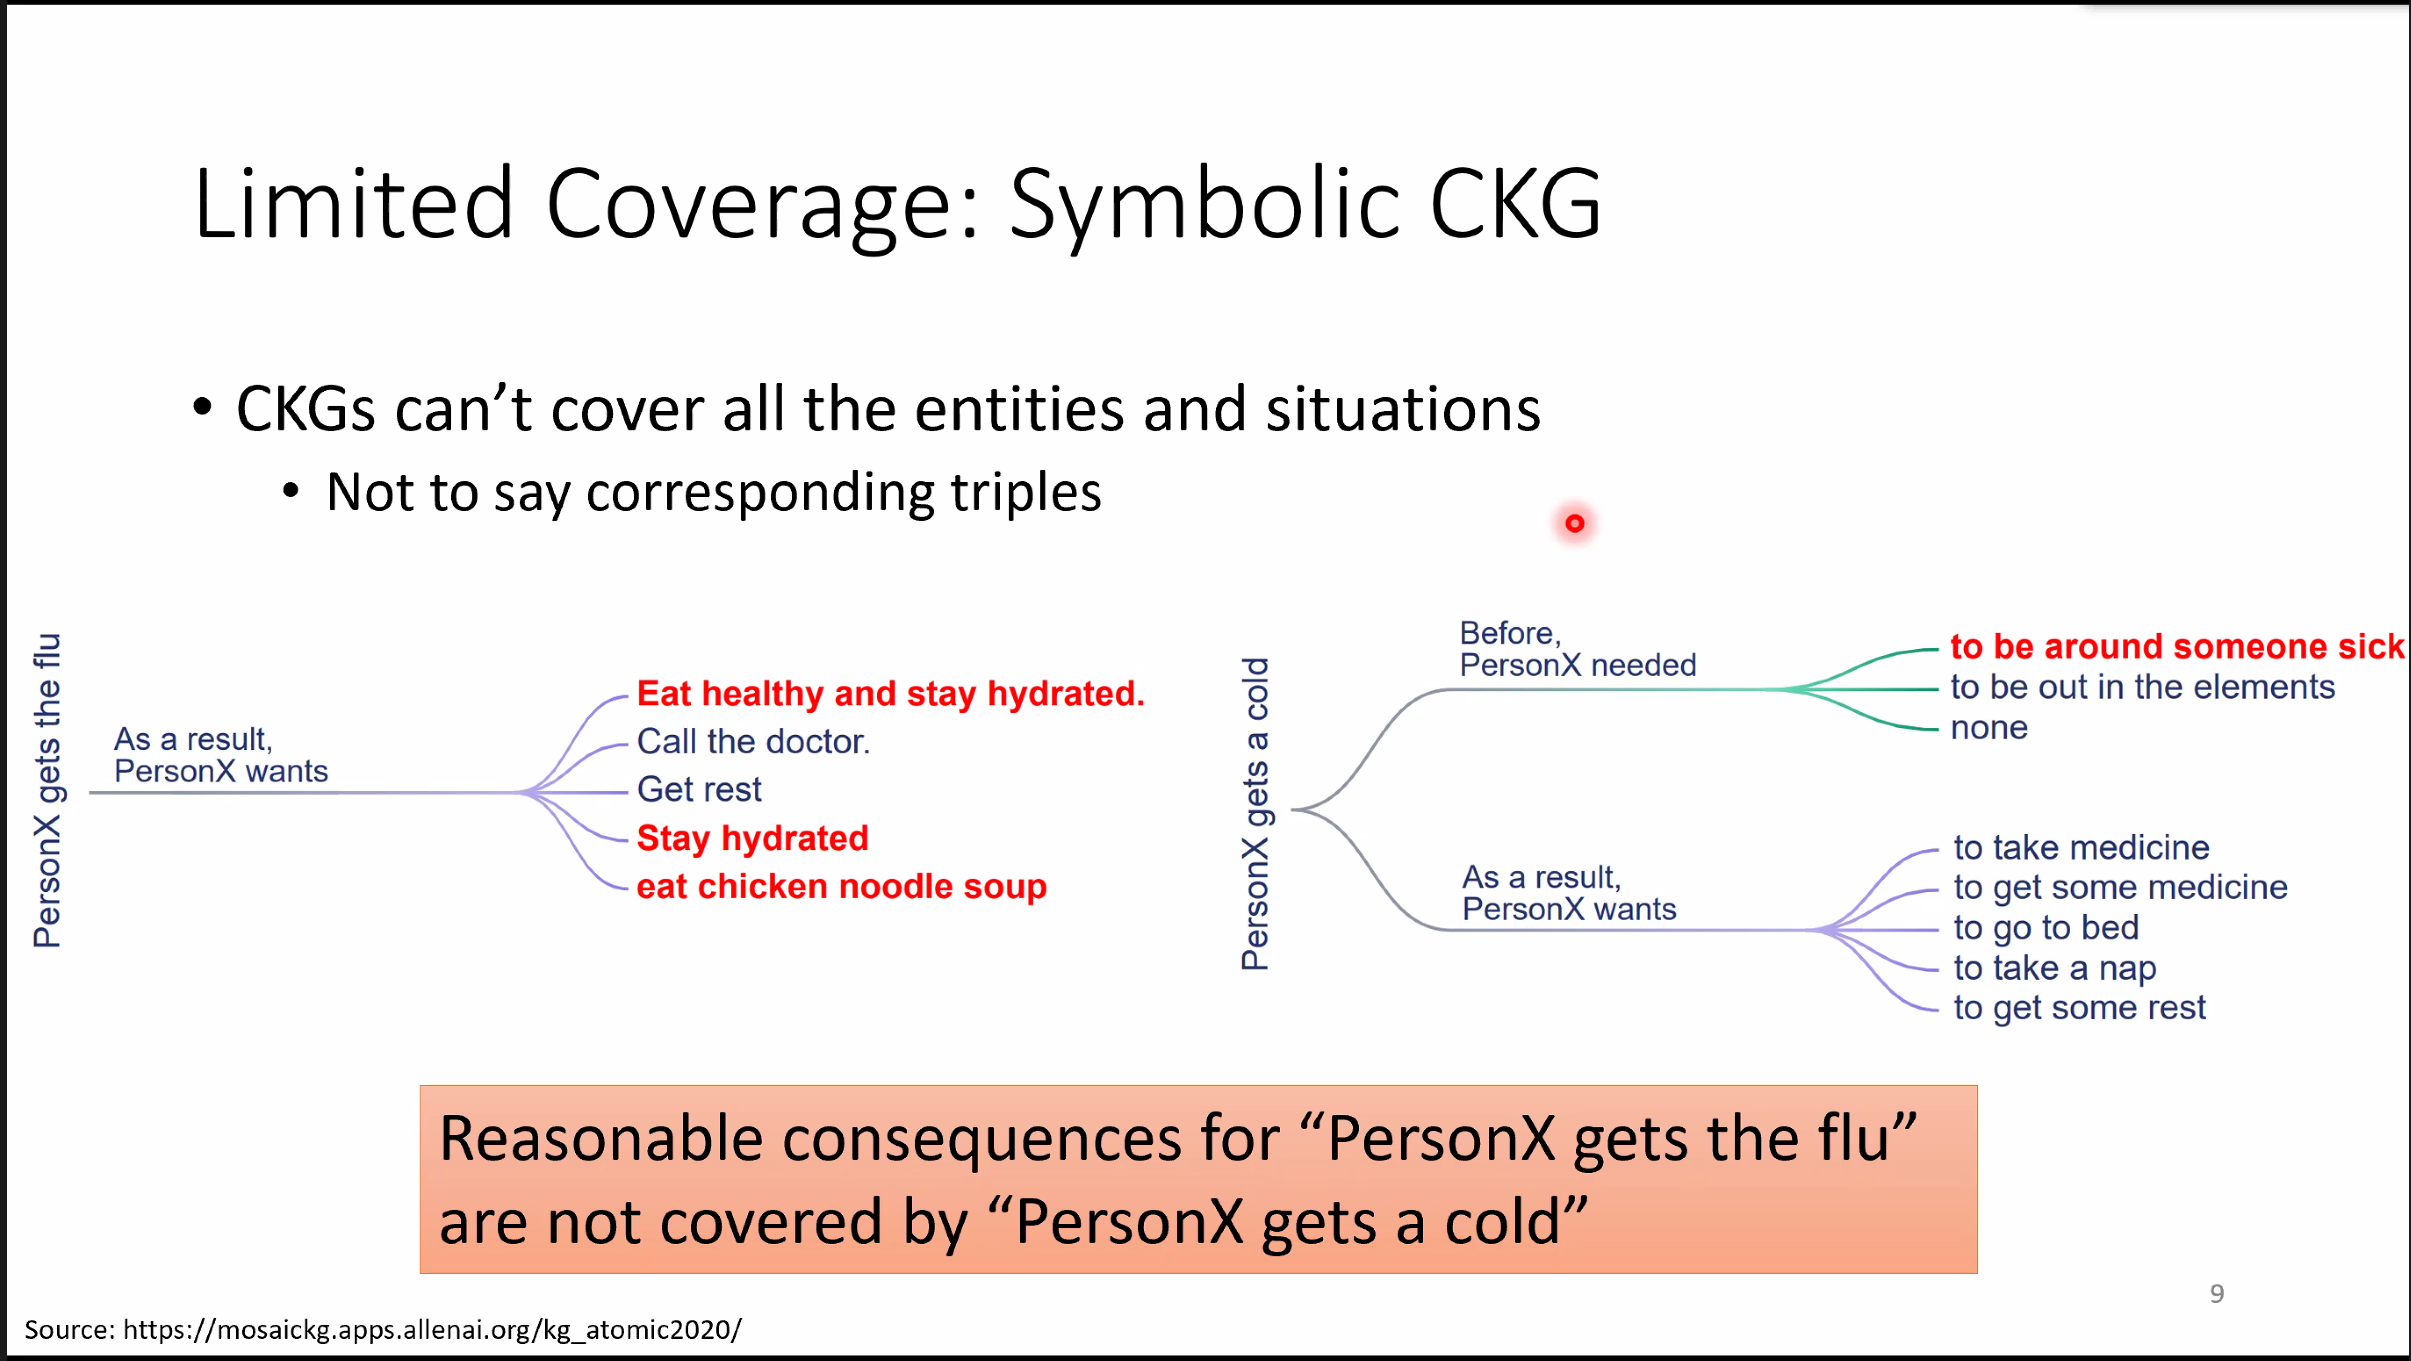 Limited Coverage: Symbolic CKG
• CKGs can’t cover all the entities and situations
• Not to say corresponding triples
PersonX gets the flu
As a result,
PersonX wants
Eat healthy and stay hydrated.
Call the doctor.
Get rest
Stay hydrated
eat chicken noodle soup
PersonX gets a cold
Before,
PersonX needed
to be around someone sick
to be out in the elements
none
As a result,
PersonX wants
to take medicine
to get some medicine
to go to bed
to take a nap
to get some rest
Reasonable consequences for “PersonX gets the flu”
are not covered by “PersonX gets a cold”
9
Source: https://mosaickg.apps.allenai.org/kg_atomic2020/